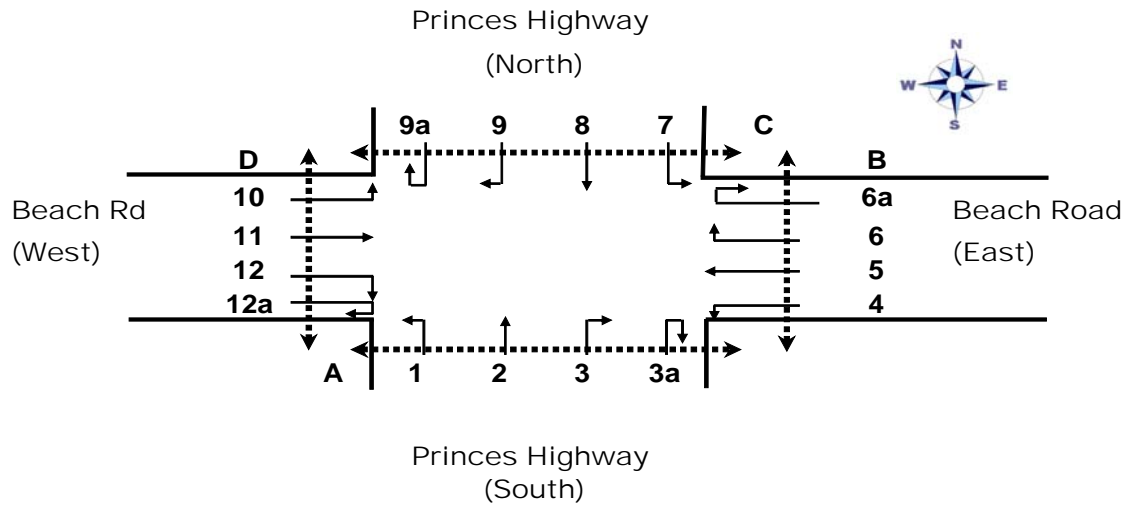 Princes Highway
(North)
N
W E
S
9a 9 8 7 C
D B
10 6a
Beach Rd Beach Road
(West) (East)
11 6
12 5
12a 4
A 1 2 3 3a
Princes Highway
(South)